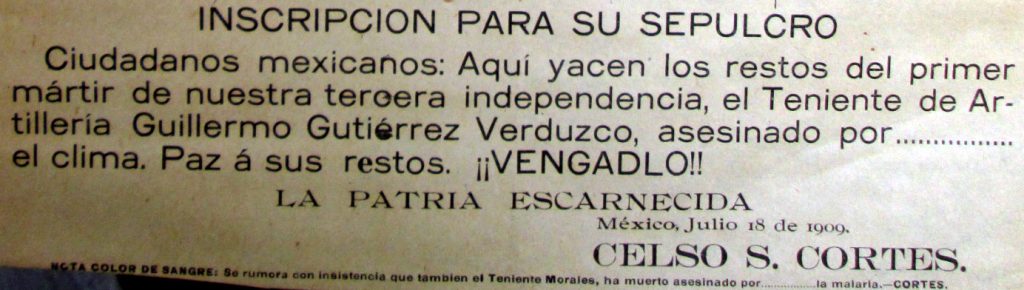 INSCRIPCION PARA SU SEPULCRO
Ciudadanos mexicanos: Aquí yacen los restos del primer
mártir de nuestra tercera independencia, el Teniente de Ar-
tillería Guillermo Gutiérrez Verduzco, asesinado por................
el clima. Paz á sus restos. ¡¡VENGADLO!!
LA PATRIA ESCARNECIDA
México, Julio 18 de 1909.
CELSO S. CORTES.
NOTA COLOR DE SANGRE: Se rumora con insistencia que tambien el Teniente Morales, ha muerto asesinado por................la malaria.—CORTES.